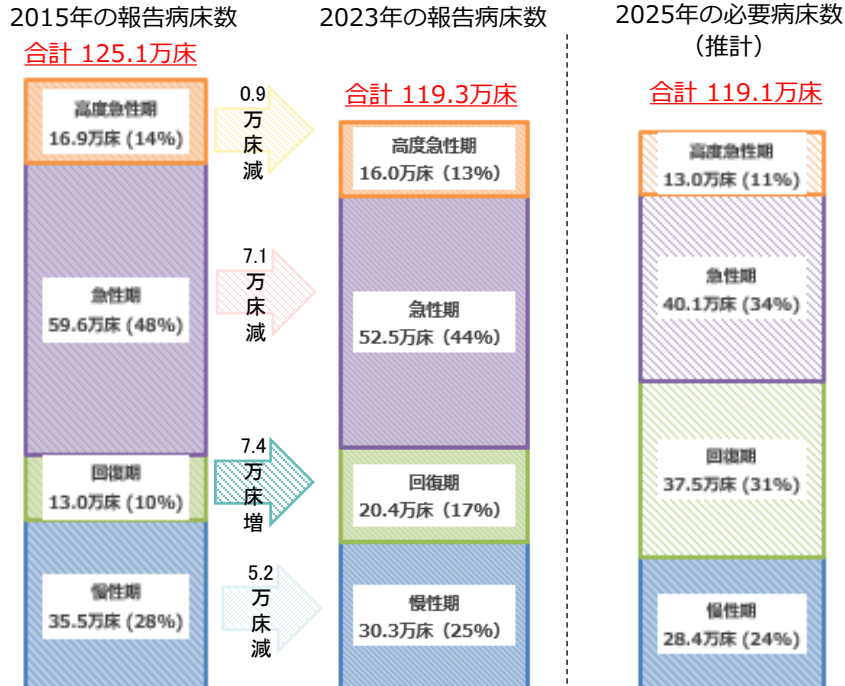 2015年の報告病床数
合計 125.1万床
高度急性期
16.9万床 (14%)
急性期
59.6万床 (48%)
回復期
13.0万床 (10%)
慢性期
35.5万床 (28%)
0.9
万
床
減
7.1
万
床
減
7.4
万
床
増
5.2
万
床
減
2023年の報告病床数
合計 119.3万床
高度急性期
16.0万床（13%）
急性期
52.5万床（44%）
回復期
20.4万床（17%）
慢性期
30.3万床（25%）
2025年の必要病床数
（推計）
合計 119.1万床
高度急性期
13.0万床 (11%)
急性期
40.1万床 (34%)
回復期
37.5万床 (31%)
慢性期
28.4万床 (24%)